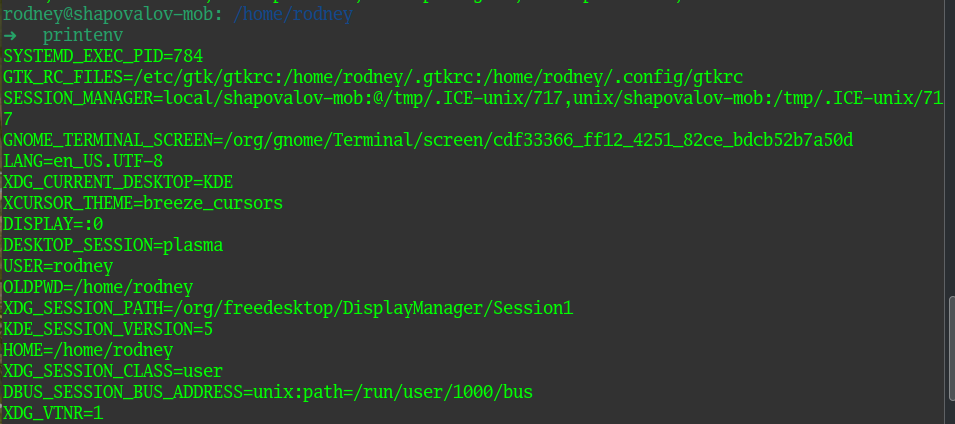 rodney@shapovalov-mob: /home/rodney
➜ printenv
SYSTEMD_EXEC_PID=784
GTK_RC_FILES=/etc/gtk/gtkrc:/home/rodney/.gtkrc:/home/rodney/.config/gtkrc
SESSION_MANAGER=local/shapovalov-mob:@/tmp/.ICE-unix/717,unix/shapovalov-mob:/tmp/.ICE-unix/71
7
GNOME_TERMINAL_SCREEN=/org/gnome/Terminal/screen/cdf33366_ff12_4251_82ce_bdcb52b7a50d
LANG=en_US.UTF-8
XDG_CURRENT_DESKTOP=KDE
XCURSOR_THEME=breeze_cursors
DISPLAY=:0
DESKTOP_SESSION=plasma
USER=rodney
OLDPWD=/home/rodney
XDG_SESSION_PATH=/org/freedesktop/DisplayManager/Session1
KDE_SESSION_VERSION=5
HOME=/home/rodney
XDG_SESSION_CLASS=user
DBUS_SESSION_BUS_ADDRESS=unix:path=/run/user/1000/bus
XDG_VTNR=1